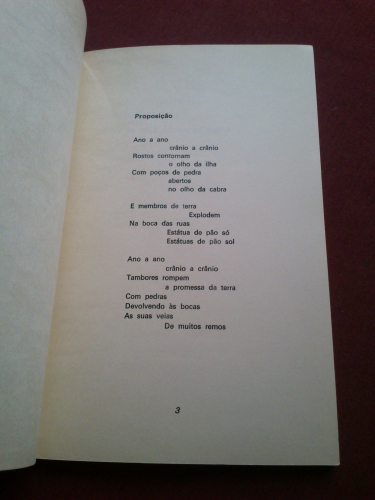 Proposição
Ano a ano
crânio a crânio
Rostos contornam
o olho da ilha
Com poços de pedra
abertos
no olho da cabra
E membros de terra
Explodem
Na boca das ruas
Estátua de pão só
Estátuas de pão sol
Ano a ano
crânio a crânio
Tambores rompem
a promessa da terra
Com pedras
Devolvendo às bocas
As suas veias
De muitos remos
3